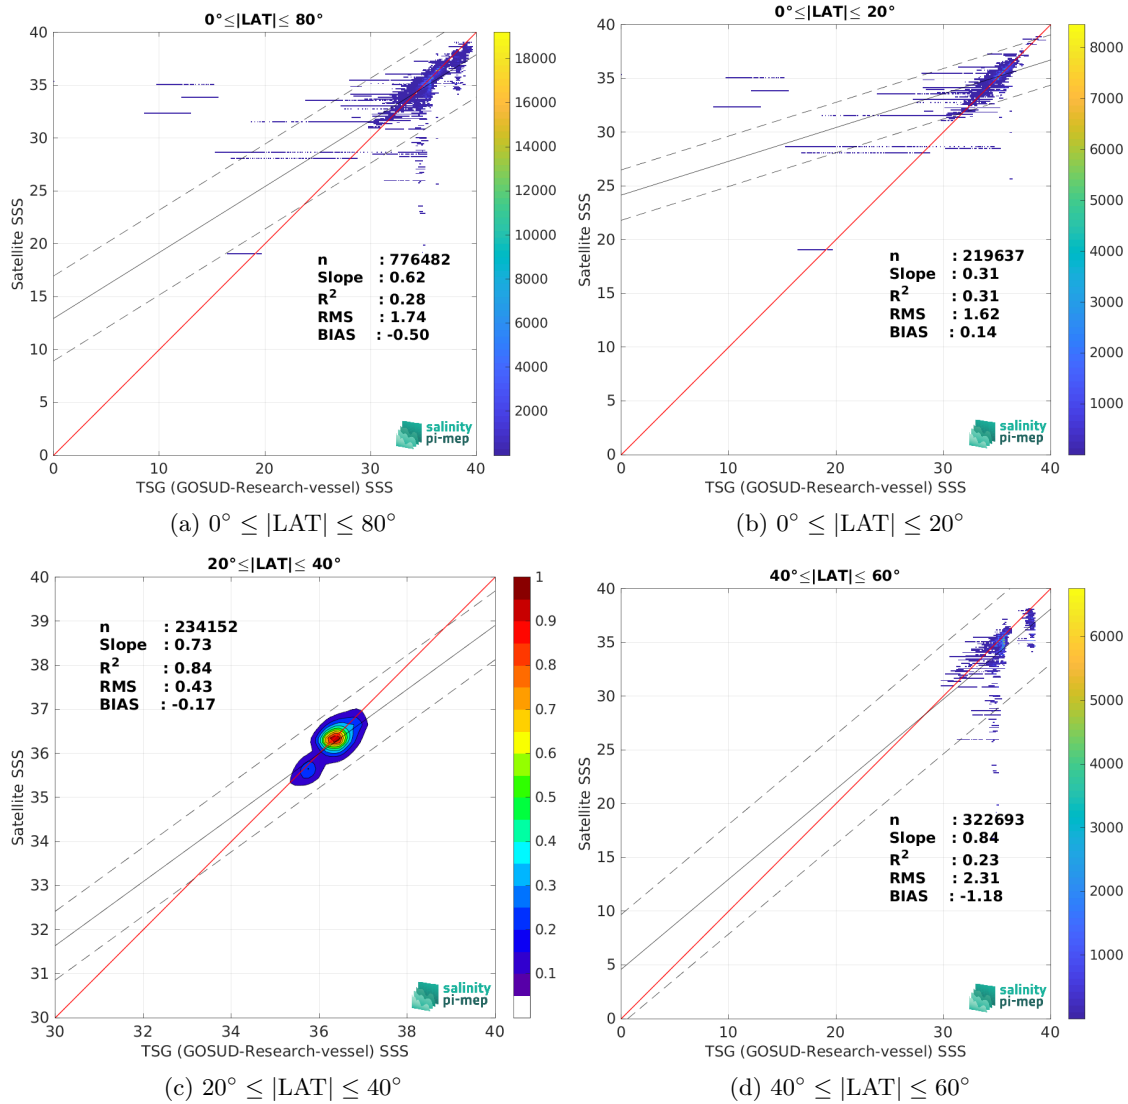 0°≤|LAT|≤ 80°
40
35
30
25
20
15
10
5
0
Satellite SSS
0
10
20
30
40
TSG (GOSUD-Research-vessel) SSS
n : 776482
Slope : 0.62
R² : 0.28
RMS : 1.74
BIAS : -0.50
salinity
pi-mep
18000
16000
14000
12000
10000
8000
6000
4000
2000
(a) 0° ≤ |LAT| ≤ 80°
0°≤|LAT|≤ 20°
40
35
30
25
20
15
10
5
0
Satellite SSS
0
10
20
30
40
TSG (GOSUD-Research-vessel) SSS
n : 219637
Slope : 0.31
R² : 0.31
RMS : 1.62
BIAS : 0.14
salinity
pi-mep
8000
7000
6000
5000
4000
3000
2000
1000
(b) 0° ≤ |LAT| ≤ 20°
20°≤|LAT|≤ 40°
40
39
38
37
36
35
34
33
32
31
30
Satellite SSS
30
32
34
36
38
40
TSG (GOSUD-Research-vessel) SSS
n : 234152
Slope : 0.73
R² : 0.84
RMS : 0.43
BIAS : -0.17
salinity
pi-mep
1
0.9
0.8
0.7
0.6
0.5
0.4
0.3
0.2
0.1
(c) 20° ≤ |LAT| ≤ 40°
40°≤|LAT|≤ 60°
40
35
30
25
20
15
10
5
0
Satellite SSS
0
10
20
30
40
TSG (GOSUD-Research-vessel) SSS
n : 322693
Slope : 0.84
R² : 0.23
RMS : 2.31
BIAS : -1.18
salinity
pi-mep
6000
5000
4000
3000
2000
1000
(d) 40° ≤ |LAT| ≤ 60°